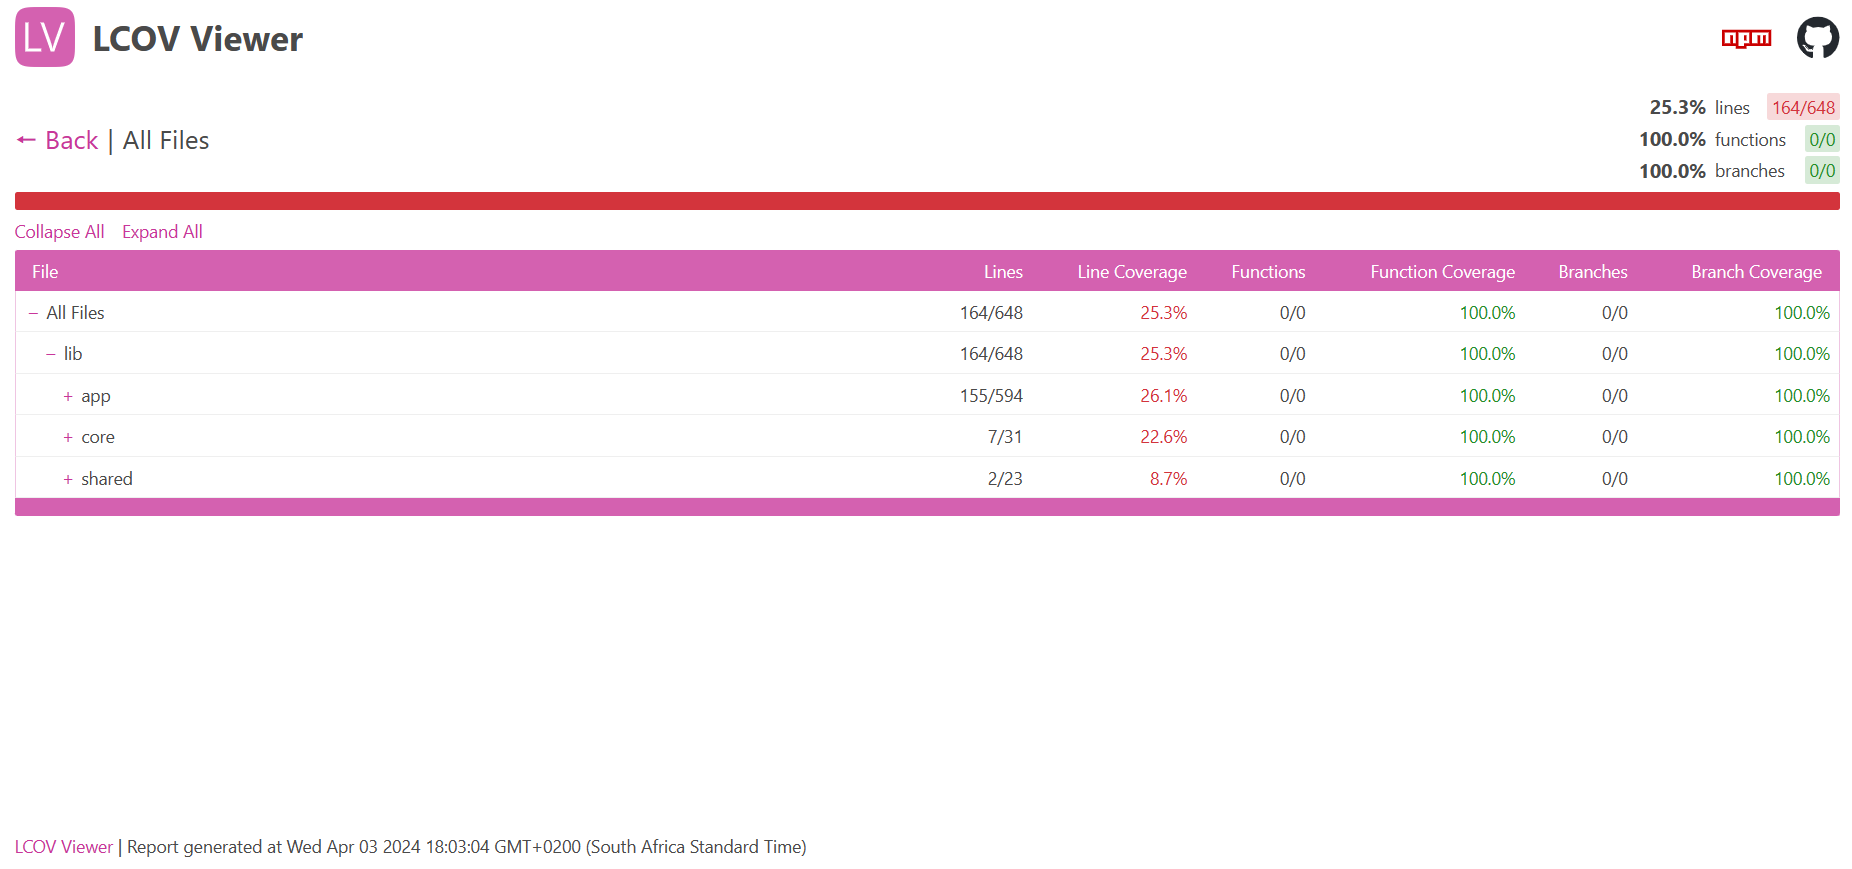 LV LCOV Viewer
npm
← Back | All Files
25.3% lines 164/648
100.0% functions 0/0
100.0% branches 0/0
Collapse All Expand All
File Lines Line Coverage Functions Function Coverage Branches Branch Coverage
− All Files 164/648 25.3% 0/0 100.0% 0/0 100.0%
− lib 164/648 25.3% 0/0 100.0% 0/0 100.0%
+ app 155/594 26.1% 0/0 100.0% 0/0 100.0%
+ core 7/31 22.6% 0/0 100.0% 0/0 100.0%
+ shared 2/23 8.7% 0/0 100.0% 0/0 100.0%
LCOV Viewer | Report generated at Wed Apr 03 2024 18:03:04 GMT+0200 (South Africa Standard Time)